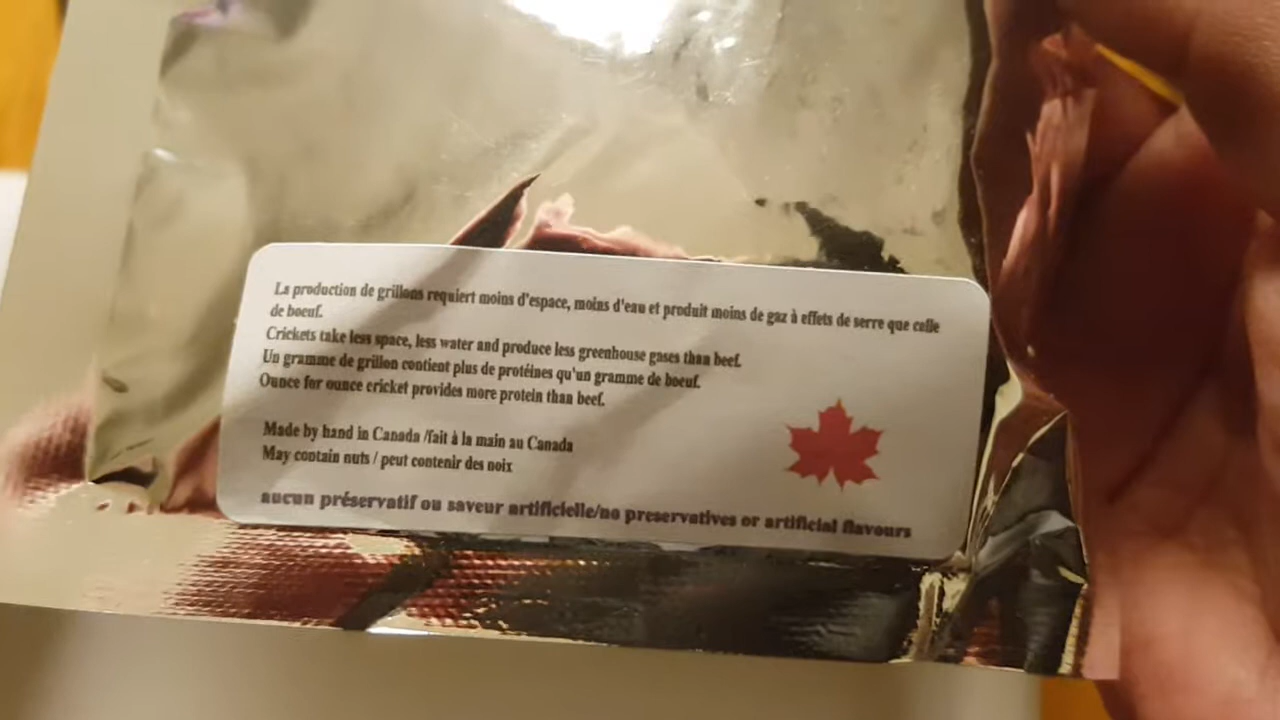 La production de grillons requiert moins d'espace, moins d'eau et produit moins de gaz à effets de serre que celle
de boeuf.
Crickets take less space, less water and produce less greenhouse gases than beef.
Un gramme de grillon contient plus de protéines qu'un gramme de boeuf.
Ounce for ounce cricket provides more protein than beef.
Made by hand in Canada /fait à la main au Canada
May contain nuts / peut contenir des noix
aucun préservatif ou saveur artificielle/no preservatives or artificial flavours